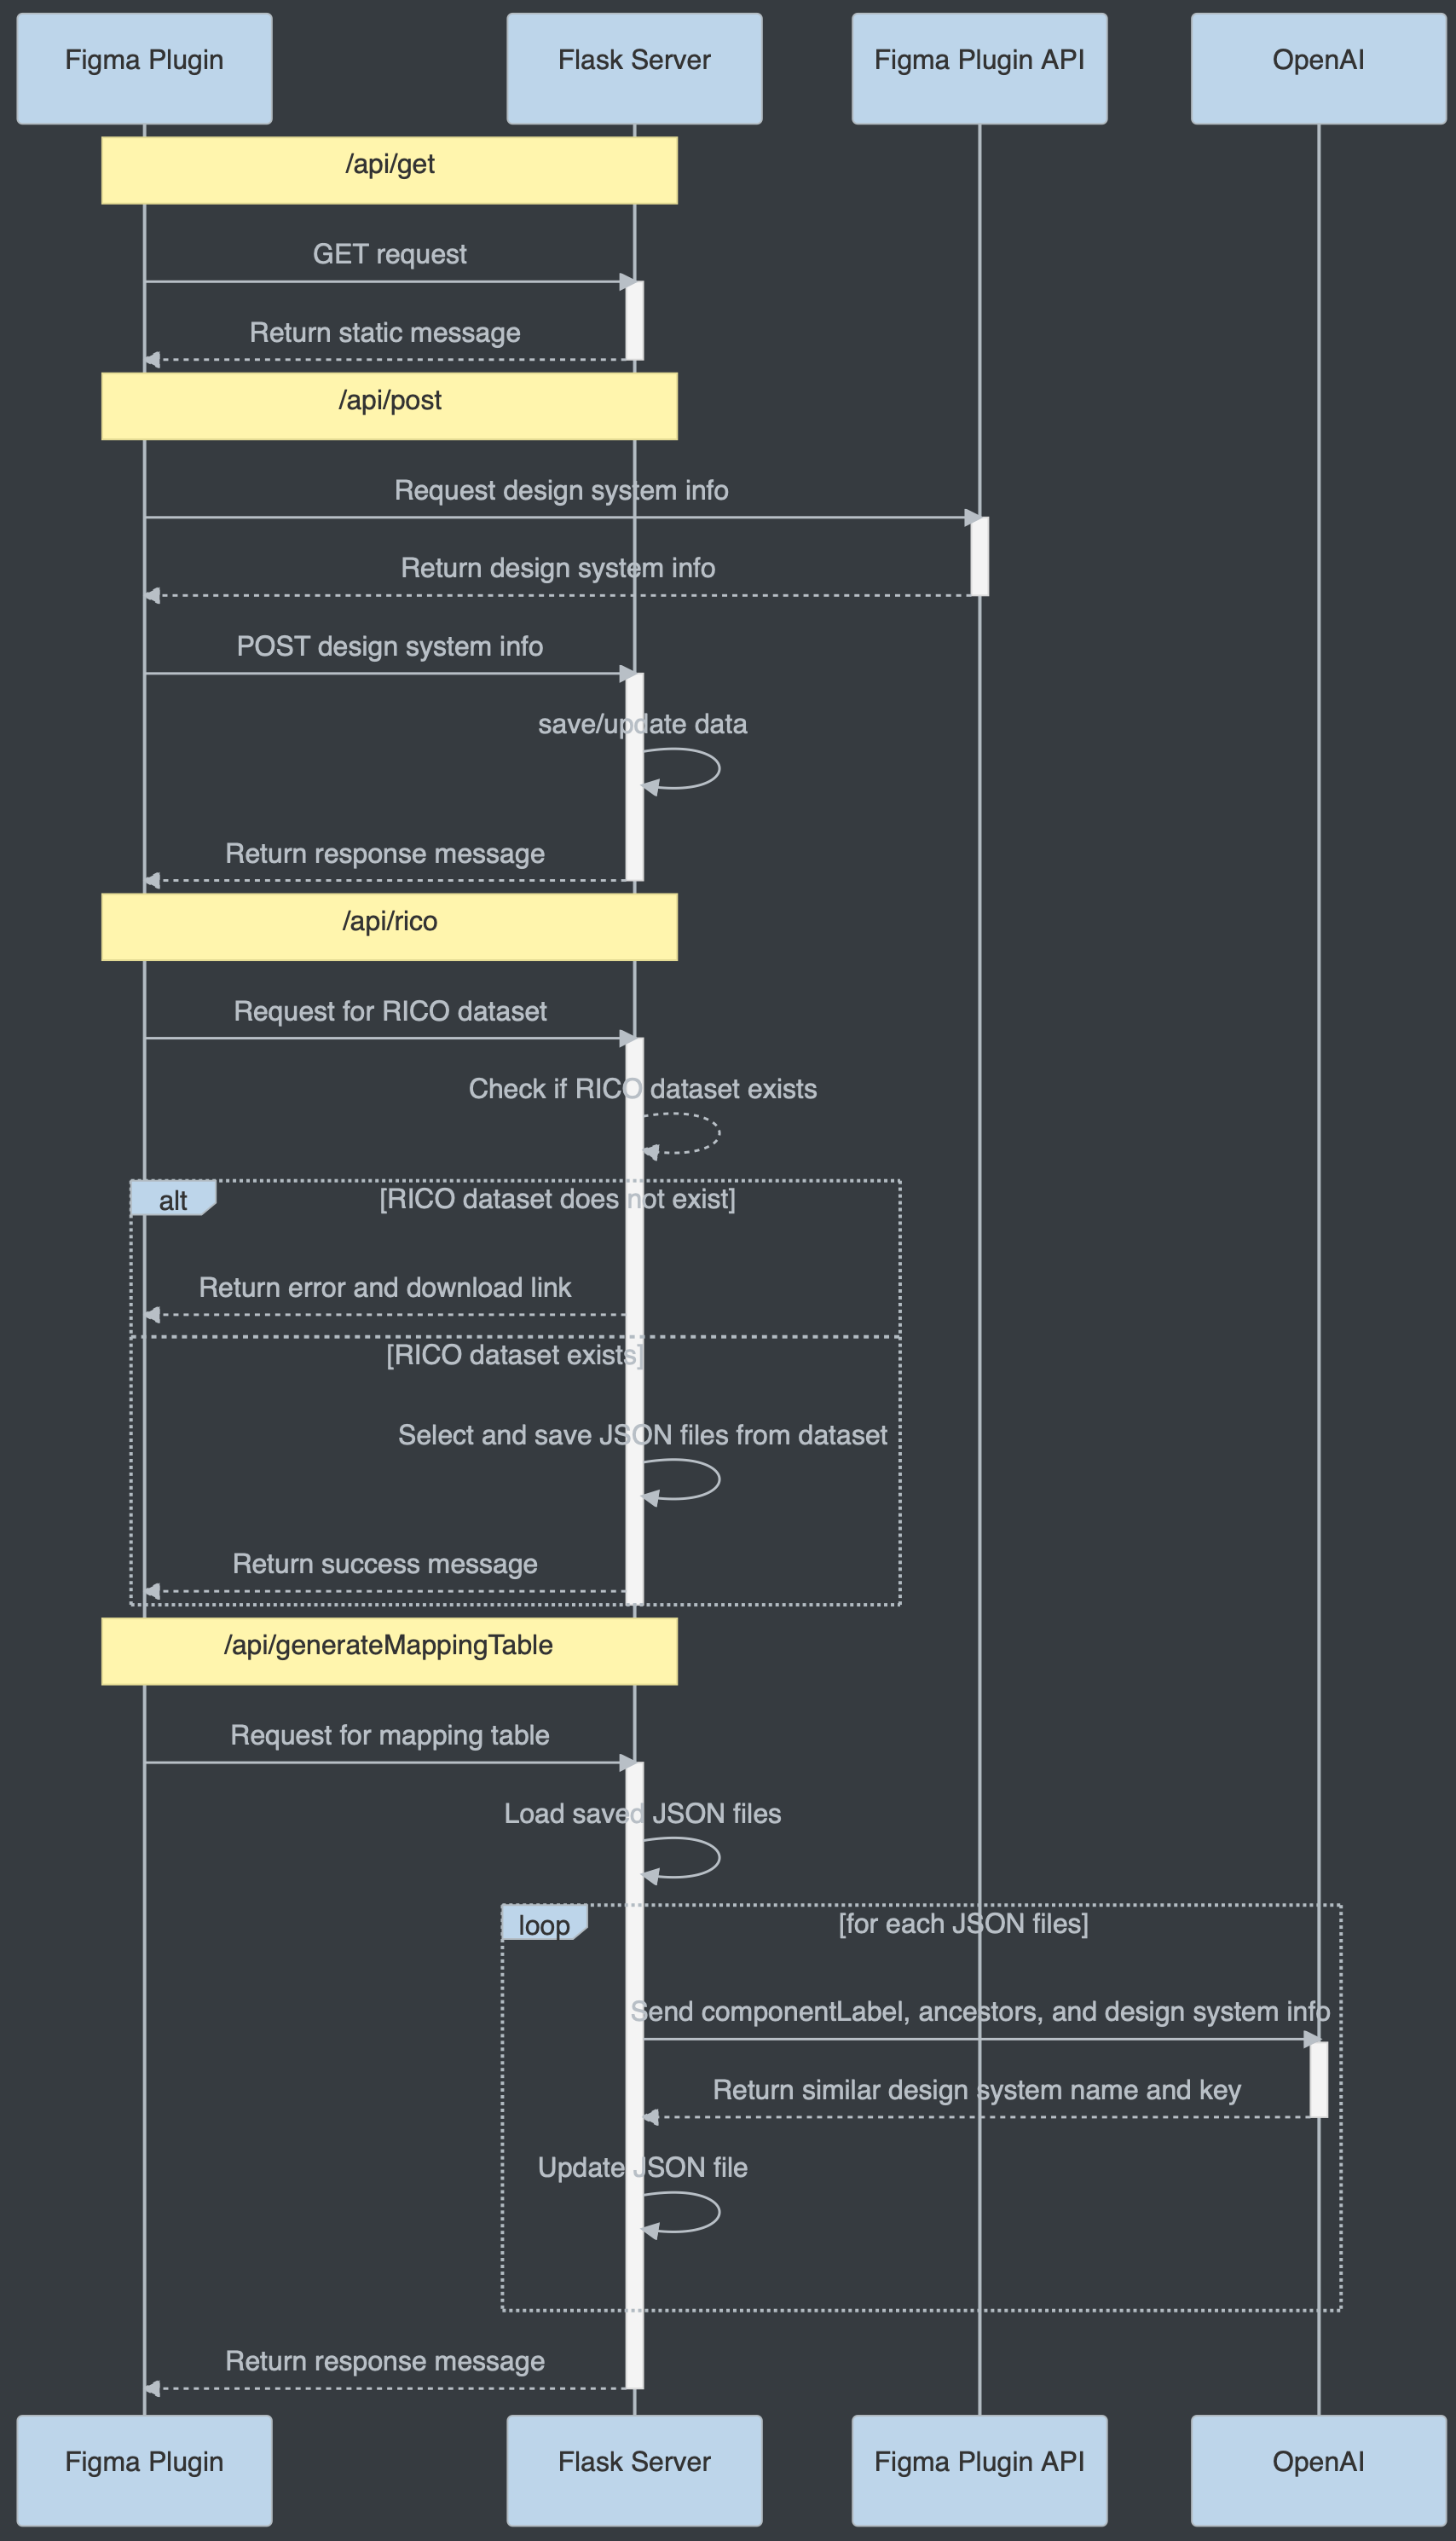 Figma Plugin
Flask Server
Figma Plugin API
OpenAI
/api/get
GET request
Return static message
/api/post
Request design system info
Return design system info
POST design system info
save/update data
Return response message
/api/rico
Request for RICO dataset
Check if RICO dataset exists
alt
[RICO dataset does not exist]
Return error and download link
[RICO dataset exists]
Select and save JSON files from dataset
Return success message
/api/generateMappingTable
Request for mapping table
Load saved JSON files
loop
[for each JSON files]
Send componentLabel, ancestors, and design system info
Return similar design system name and key
Update JSON file
Return response message
Figma Plugin
Flask Server
Figma Plugin API
OpenAI